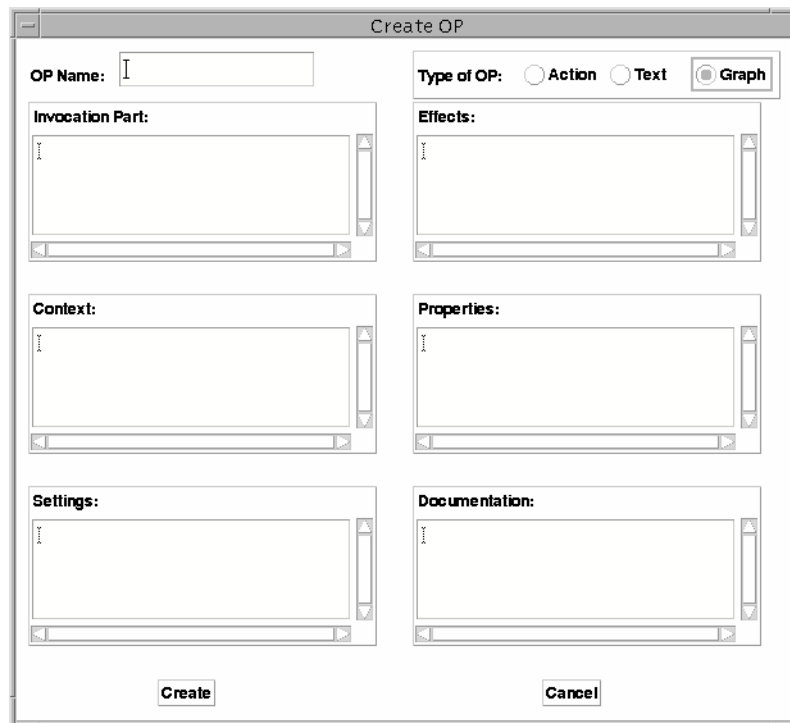 Create OP
OP Name:
Type of OP: Action Text Graph
Invocation Part:
Effects:
Context:
Properties:
Settings:
Documentation:
Create
Cancel